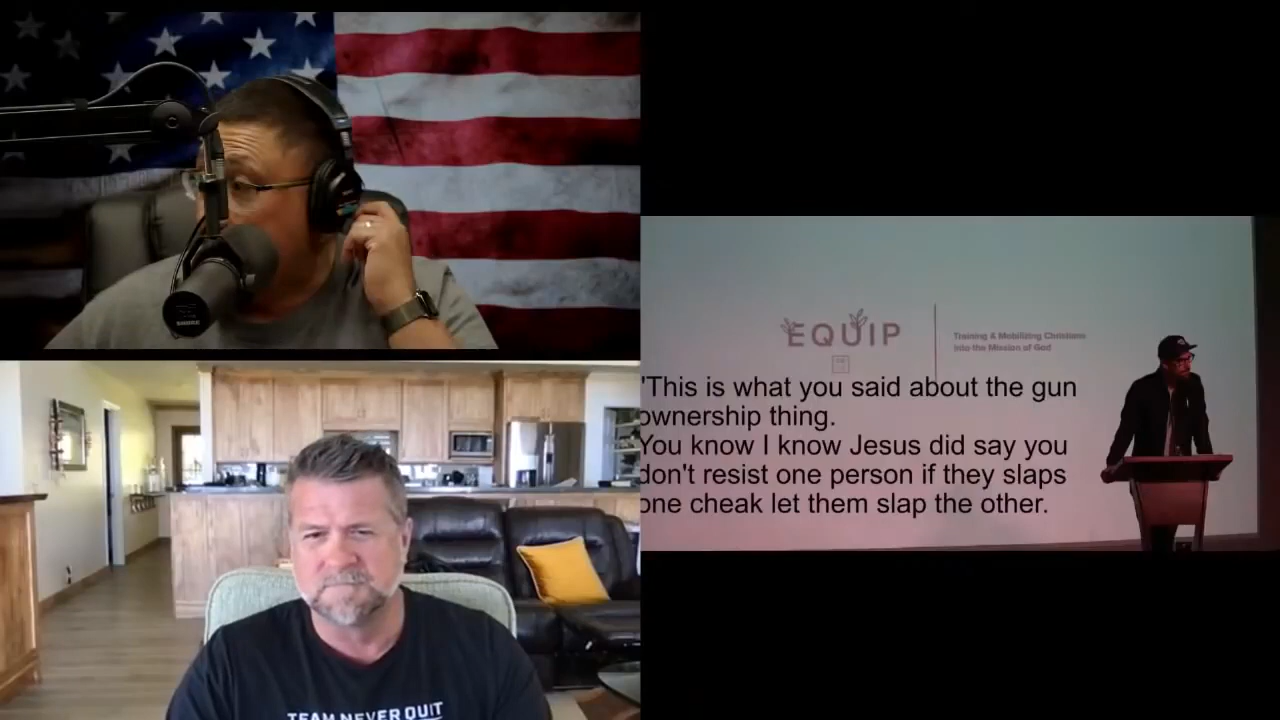 SHURE
TEAM NEVER QUIT
EQUIP
Training & Mobilizing Christians
into the Mission of God
"This is what you said about the gun
ownership thing.
You know I know Jesus did say you
don't resist one person if they slaps
one cheak let them slap the other.